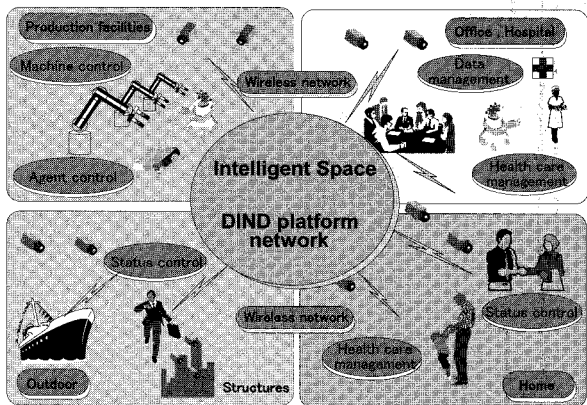 Production facilities
Machine control
Agent control
Wireless network
Office . Hospital
Data
management
Health care
management
Intelligent Space
DIND platform
network
Status control
Outdoor
Structures
Wireless network
Health care
management
Status control
Home